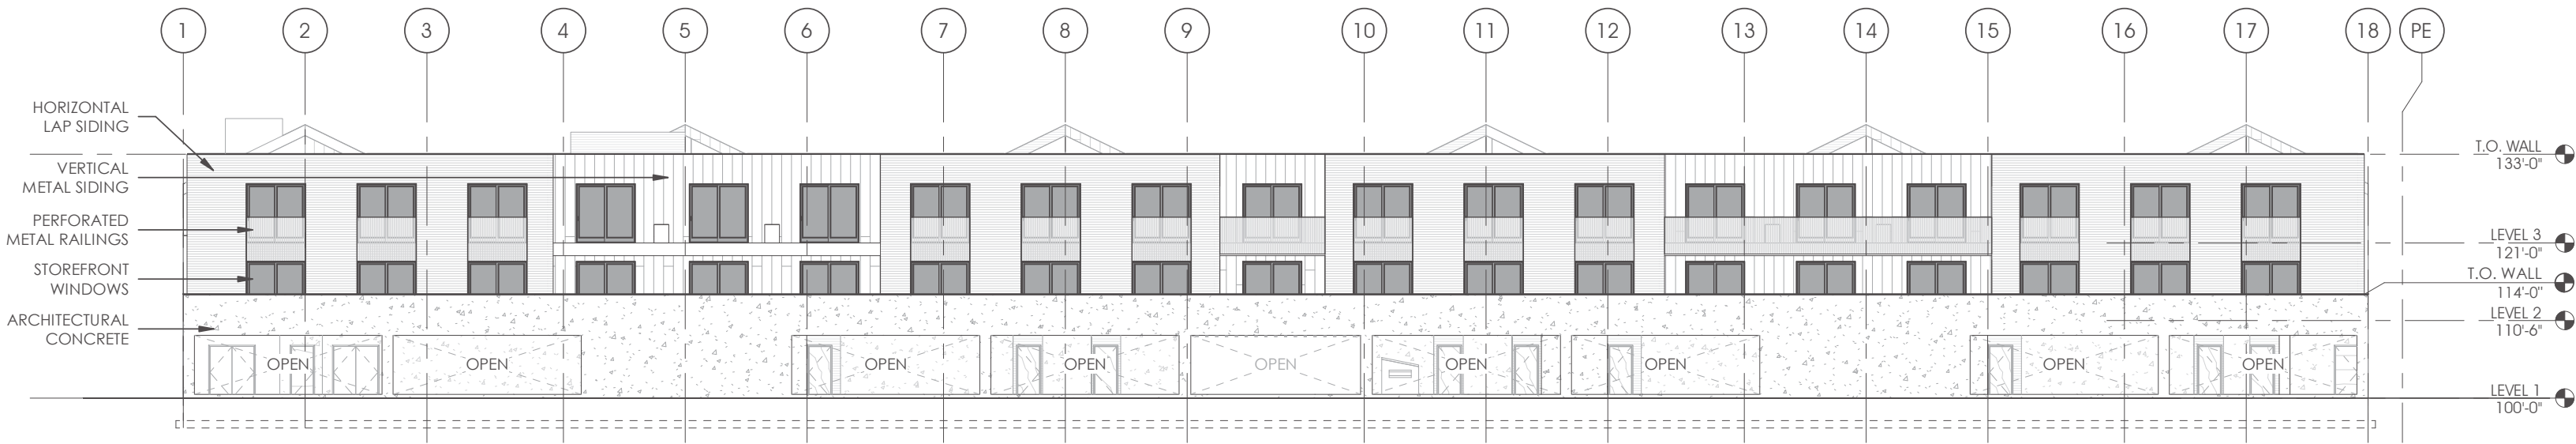 1 2 3 4 5 6 7 8 9 10 11 12 13 14 15 16 17 18 PE
HORIZONTAL
LAP SIDING
VERTICAL
METAL SIDING
PERFORATED
METAL RAILINGS
STOREFRONT
WINDOWS
ARCHITECTURAL
CONCRETE
OPEN OPEN OPEN OPEN OPEN OPEN OPEN OPEN OPEN
T.O. WALL
133'-0"
LEVEL 3
121'-0"
T.O. WALL
114'-0"
LEVEL 2
110'-6"
LEVEL 1
100'-0"